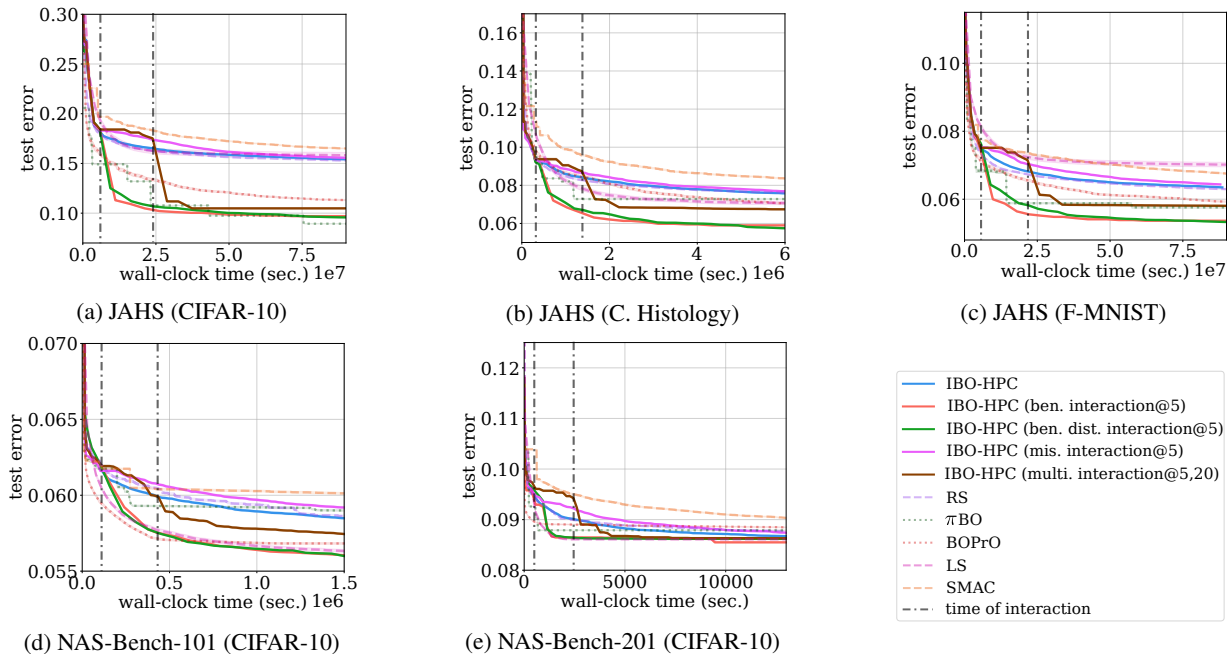 0.30
0.25
0.20
0.15
0.10
test error
0.0 2.5 5.0 7.5
wall-clock time (sec.) 1e7
(a) JAHS (CIFAR-10)
0.16
0.14
0.12
0.10
0.08
0.06
test error
2 4 6
wall-clock time (sec.) 1e6
(b) JAHS (C. Histology)
0.10
0.08
0.06
test error
0.0 2.5 5.0 7.5
wall-clock time (sec.) 1e7
(c) JAHS (F-MNIST)
0.070
0.065
0.060
0.055
test error
0.0 0.5 1.0 1.5
wall-clock time (sec.) 1e6
(d) NAS-Bench-101 (CIFAR-10)
0.12
0.11
0.10
0.09
0.08
test error
0 5000 10000
wall-clock time (sec.)
(e) NAS-Bench-201 (CIFAR-10)
IBO-HPC
IBO-HPC (ben. interaction@5)
IBO-HPC (ben. dist. interaction@5)
IBO-HPC (mis. interaction@5)
IBO-HPC (multi. interaction@5,20)
RS
πBO
BOPrO
LS
SMAC
time of interaction